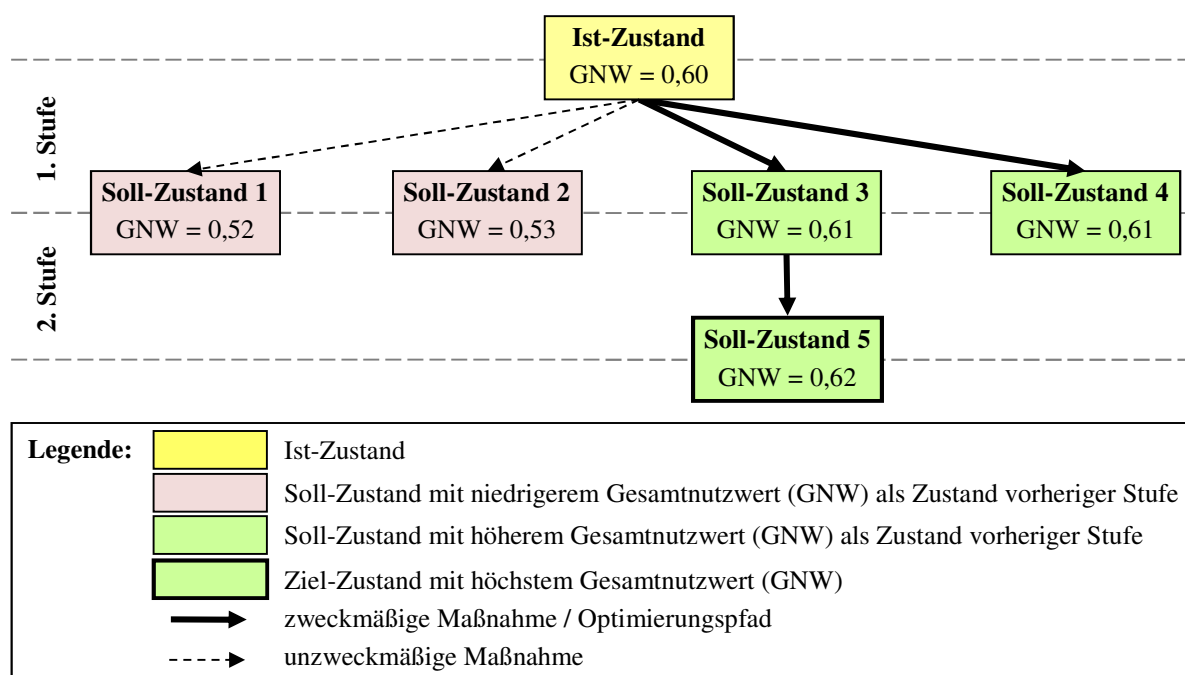 Ist-Zustand
GNW = 0,60
1. Stufe
Soll-Zustand 1
GNW = 0,52
Soll-Zustand 2
GNW = 0,53
Soll-Zustand 3
GNW = 0,61
Soll-Zustand 4
GNW = 0,61
2. Stufe
Soll-Zustand 5
GNW = 0,62
Legende:
Ist-Zustand
Soll-Zustand mit niedrigerem Gesamtnutzwert (GNW) als Zustand vorheriger Stufe
Soll-Zustand mit höherem Gesamtnutzwert (GNW) als Zustand vorheriger Stufe
Ziel-Zustand mit höchstem Gesamtnutzwert (GNW)
zweckmäßige Maßnahme / Optimierungspfad
unzweckmäßige Maßnahme